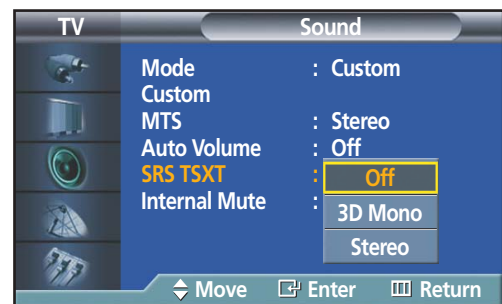 TV Sound
Mode : Custom
Custom
MTS : Stereo
Auto Volume : Off
SRS TSXT : Off
Internal Mute : 3D Mono
Stereo
Move Enter Return